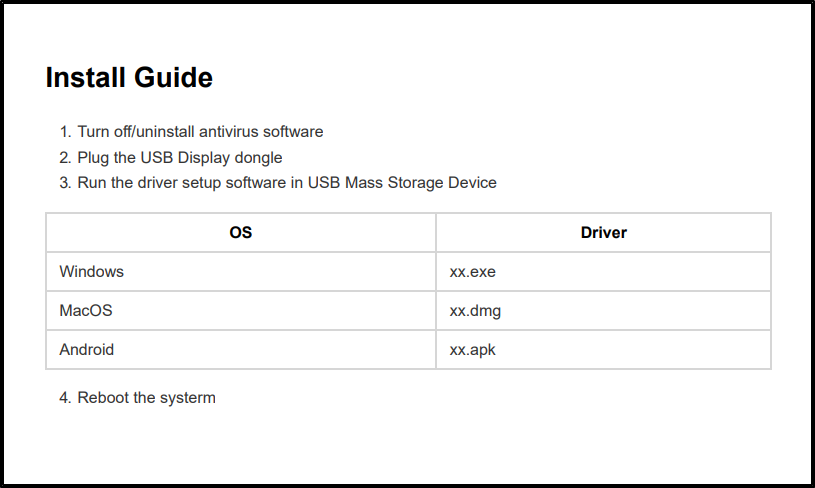 Install Guide
1. Turn off/uninstall antivirus software
2. Plug the USB Display dongle
3. Run the driver setup software in USB Mass Storage Device
OS Driver
Windows xx.exe
MacOS xx.dmg
Android xx.apk
4. Reboot the systerm